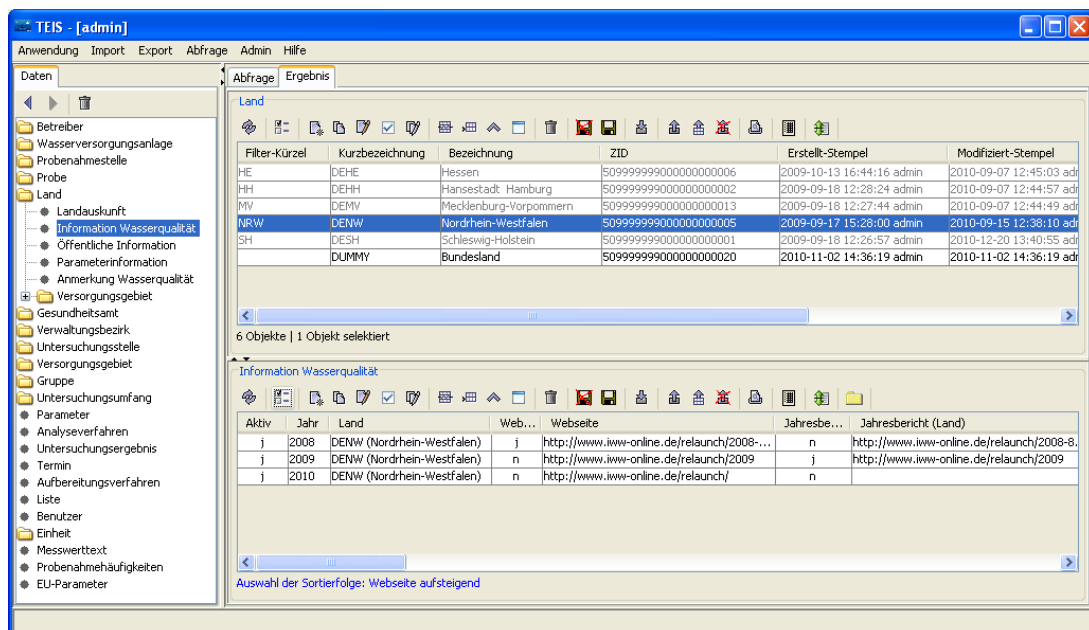 TEIS - [admin]
Anwendung Import Export Abfrage Admin Hilfe
Daten
Betreiber
Wasserversorgungsanlage
Probenahmestelle
Probe
Land
Landauskunft
Information Wasserqualität
Öffentliche Information
Parameterinformation
Anmerkung Wasserqualität
Versorgungsgebiet
Gesundheitsamt
Verwaltungsbezirk
Untersuchungsstelle
Versorgungsgebiet
Gruppe
Untersuchungsumfang
Parameter
Analyseverfahren
Untersuchungsergebnis
Termin
Aufbereitungsverfahren
Liste
Benutzer
Einheit
Messwerttext
Probenahmehäufigkeiten
EU-Parameter
Abfrage Ergebnis
Land
Filter-Kürzel Kurzbezeichnung Bezeichnung ZID Erstellt-Stempel Modifiziert-Stempel
HE DEHE Hessen 509999999000000000006 2009-10-13 16:44:16 admin 2010-09-07 12:45:03 adr
HH DEHH Hansestadt Hamburg 509999999000000000002 2009-09-18 12:28:24 admin 2010-09-07 12:44:57 adr
MV DEMV Mecklenburg-Vorpommern 509999999000000000013 2009-09-18 12:27:44 admin 2010-09-07 12:44:49 adr
NRW DENW Nordrhein-Westfalen 509999999000000000005 2009-09-17 15:28:00 admin 2010-09-15 12:38:10 adr
SH DESH Schleswig-Holstein 509999999000000000001 2009-09-18 12:26:57 admin 2010-12-20 13:40:55 adr
DUMMY Bundesland 509999999000000000020 2010-11-02 14:36:19 admin 2010-11-02 14:36:19 adr
6 Objekte | 1 Objekt selektiert
Information Wasserqualität
Aktiv Jahr Land Web... Webseite Jahresbe... Jahresbericht (Land)
j 2008 DENW (Nordrhein-Westfalen) j http://www.iww-online.de/relaunch/2008-... n http://www.iww-online.de/relaunch/2008-8.
j 2009 DENW (Nordrhein-Westfalen) n http://www.iww-online.de/relaunch/2009 j http://www.iww-online.de/relaunch/2009
j 2010 DENW (Nordrhein-Westfalen) n http://www.iww-online.de/relaunch/ n
Auswahl der Sortierfolge: Webseite aufsteigend